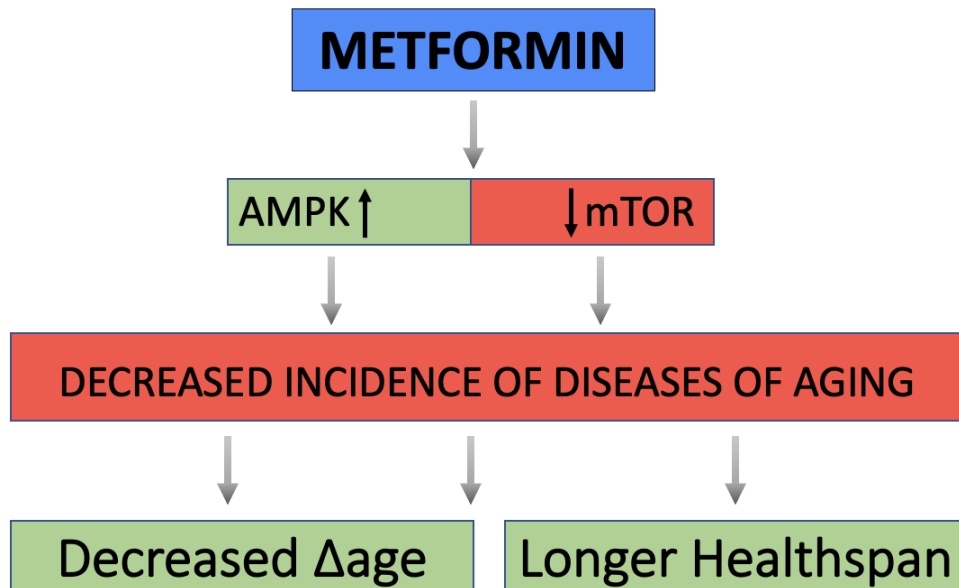 METFORMIN
AMPK ↑ ↓ mTOR
DECREASED INCIDENCE OF DISEASES OF AGING
Decreased Δage Longer Healthspan